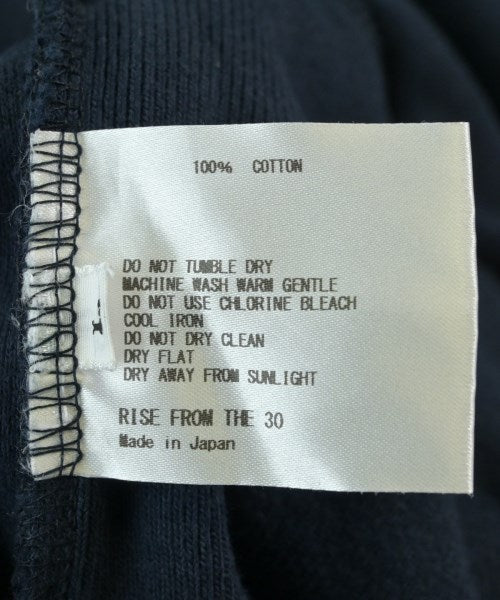 100% COTTON
DO NOT TUMBLE DRY
MACHINE WASH WARM GENTLE
DO NOT USE CHLORINE BLEACH
COOL IRON
DO NOT DRY CLEAN
DRY FLAT
DRY AWAY FROM SUNLIGHT
RISE FROM THE 30
Made in Japan